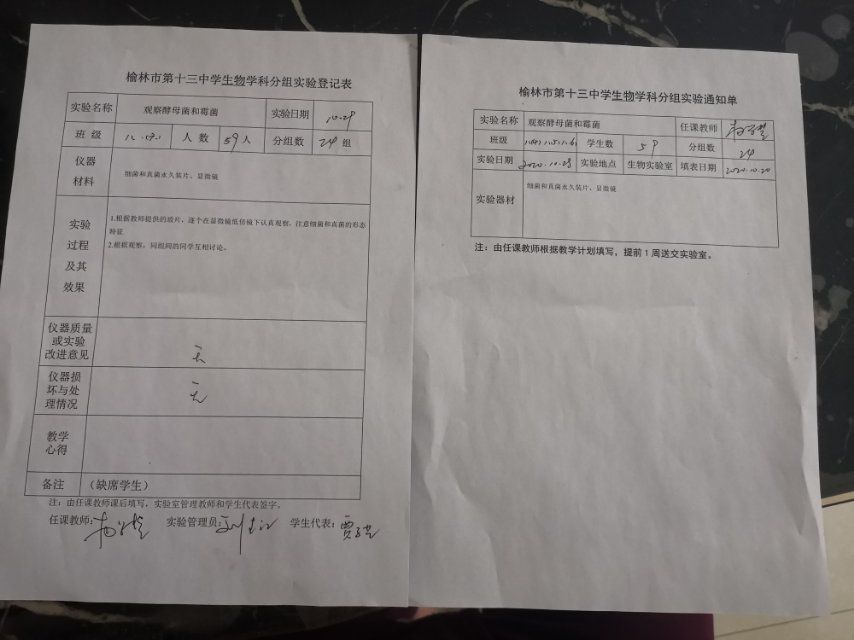 榆林市第十三中学生物学科分组实验登记表
实验名称 观察酵母菌和霉菌 实验日期 10.29
班 级 人 数 59人 分组数 24 组
仪器
材料
细菌和真菌永久装片、显微镜
实验
过程
及其
效果
1.根据教师提供的玻片，逐个在显微镜低倍镜下认真观察，注意细菌和真菌的形态
特征
2.根据观察，同组间的同学互相讨论。
仪器质量
或实验
改进意见
无
仪器损
坏与处
理情况
无
教学
心得
备注 （缺席学生）
注：由任课教师课后填写，实验室管理教师和学生代表签字。
任课教师： 实验管理员： 学生代表：
榆林市第十三中学生物学科分组实验通知单
实验名称 观察酵母菌和霉菌 任课教师
班级 学生数 59 分组数 24
实验日期 2020.10.28 实验地点 生物实验室 填表日期 2020.10.20
实验器材
细菌和真菌永久装片、显微镜
注：由任课教师根据教学计划填写，提前 1 周送交实验室。